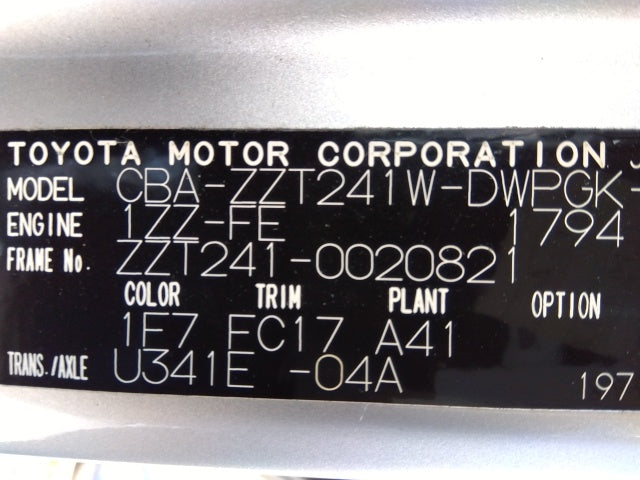 TOYOTA MOTOR CORPORATION
MODEL CBA-ZZT241W-DWPGK-
ENGINE 1ZZ-FE 1794
FRAME No. ZZT241-0020821
COLOR TRIM PLANT OPTION
1F7 FC17 A41
TRANS./AXLE U341E -04A
197